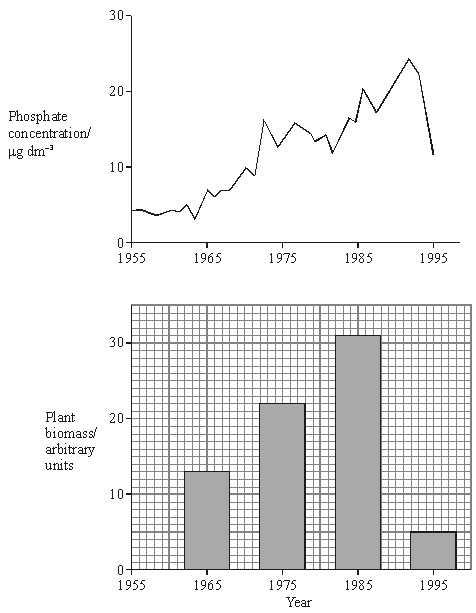 30
20
Phosphate
concentration/
µg dm⁻³
10
0
1955 1965 1975 1985 1995
30
20
Plant
biomass/
arbitrary
units
10
0
1955 1965 1975 1985 1995
Year